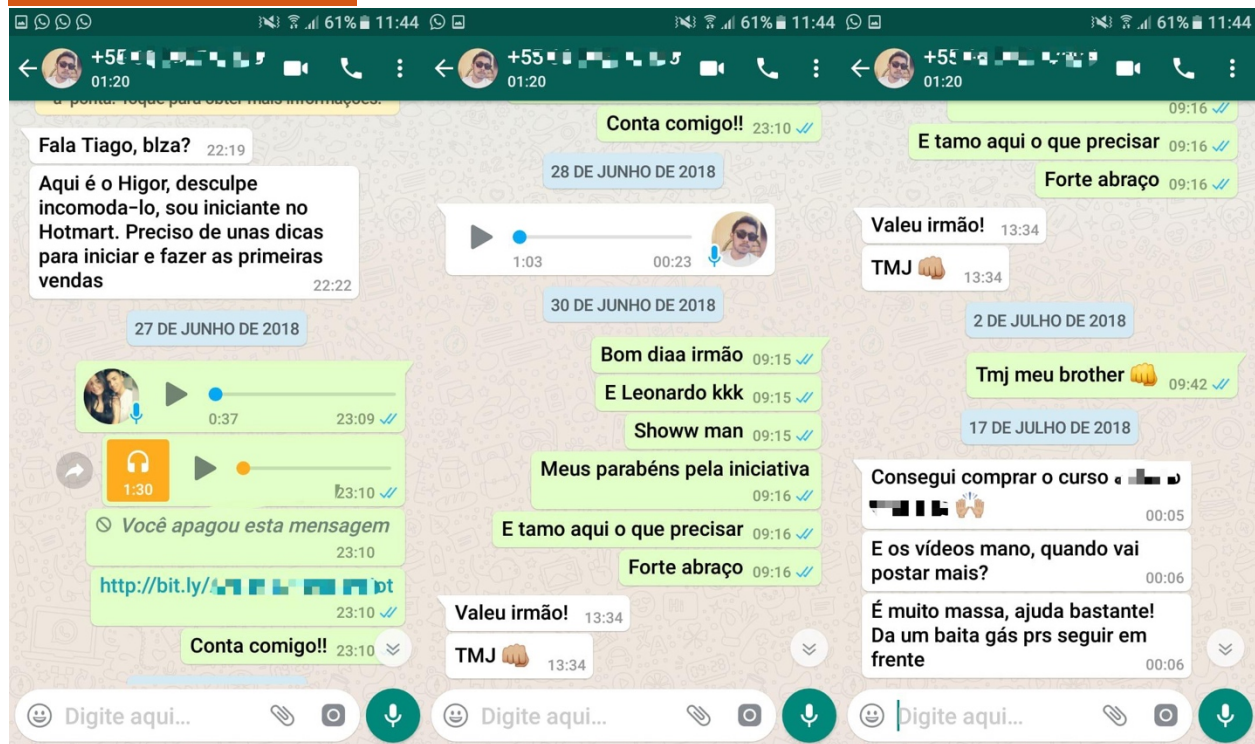 61% 11:44
+55
01:20
a ponta. Toque para obter mais informações.
Fala Tiago, blza? 22:19
Aqui é o Higor, desculpe
incomoda-lo, sou iniciante no
Hotmart. Preciso de unas dicas
para iniciar e fazer as primeiras
vendas 22:22
27 DE JUNHO DE 2018
0:37 23:09
1:30 23:10
Você apagou esta mensagem
23:10
http://bit.ly/
23:10
Conta comigo!! 23:10
Digite aqui...
61% 11:44
+55
01:20
Conta comigo!! 23:10
28 DE JUNHO DE 2018
1:03 00:23
30 DE JUNHO DE 2018
Bom diaa irmão 09:15
E Leonardo kkk 09:15
Showw man 09:15
Meus parabéns pela iniciativa
09:16
E tamo aqui o que precisar 09:16
Forte abraço 09:16
Valeu irmão! 13:34
TMJ 👊🏼 13:34
Digite aqui...
61% 11:44
+55
01:20
09:16
E tamo aqui o que precisar 09:16
Forte abraço 09:16
Valeu irmão! 13:34
TMJ 👊🏼 13:34
2 DE JULHO DE 2018
Tmj meu brother 👊 09:42
17 DE JULHO DE 2018
Consegui comprar o curso
🙌🏼 00:05
E os vídeos mano, quando vai
postar mais? 00:06
É muito massa, ajuda bastante!
Da um baita gás prs seguir em
frente 00:06
Digite aqui...